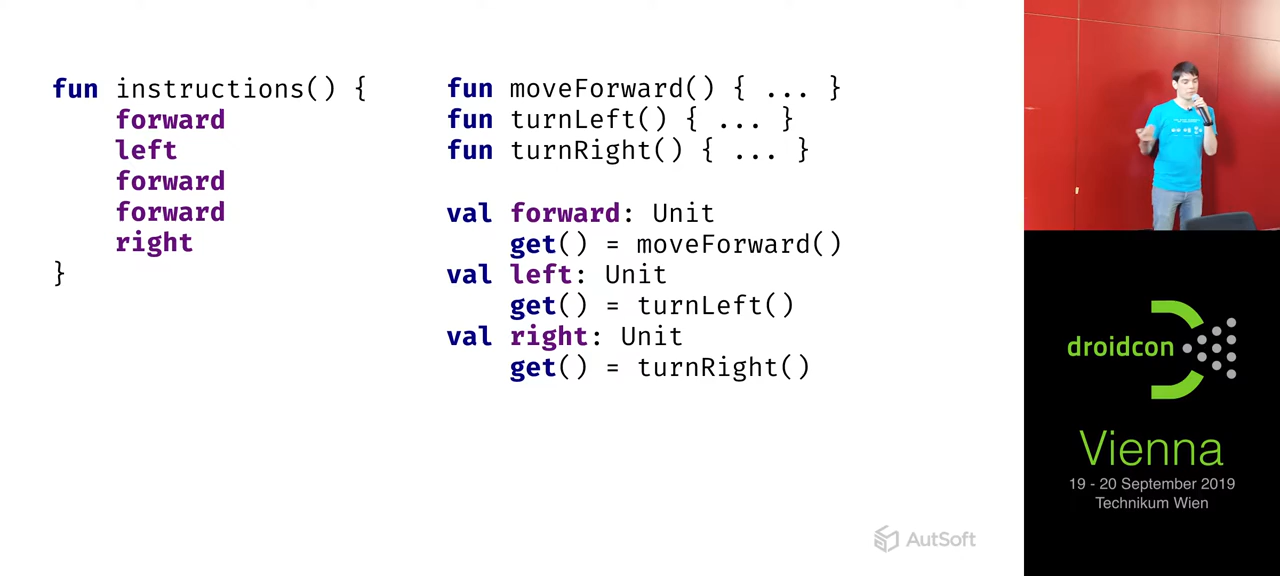 fun instructions() {
forward
left
forward
forward
right
}
fun moveForward() { ... }
fun turnLeft() { ... }
fun turnRight() { ... }
val forward: Unit
get() = moveForward()
val left: Unit
get() = turnLeft()
val right: Unit
get() = turnRight()
AutSoft
droidcon
Vienna
19 - 20 September 2019
Technikum Wien